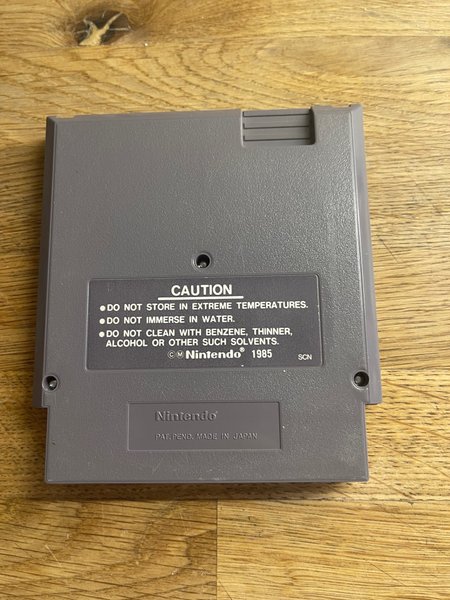 CAUTION
●DO NOT STORE IN EXTREME TEMPERATURES.
●DO NOT IMMERSE IN WATER.
●DO NOT CLEAN WITH BENZENE, THINNER,
ALCOHOL OR OTHER SUCH SOLVENTS.
ⒸⓂNintendo® 1985 SCN
Nintendo®
PAT. PEND. MADE IN JAPAN